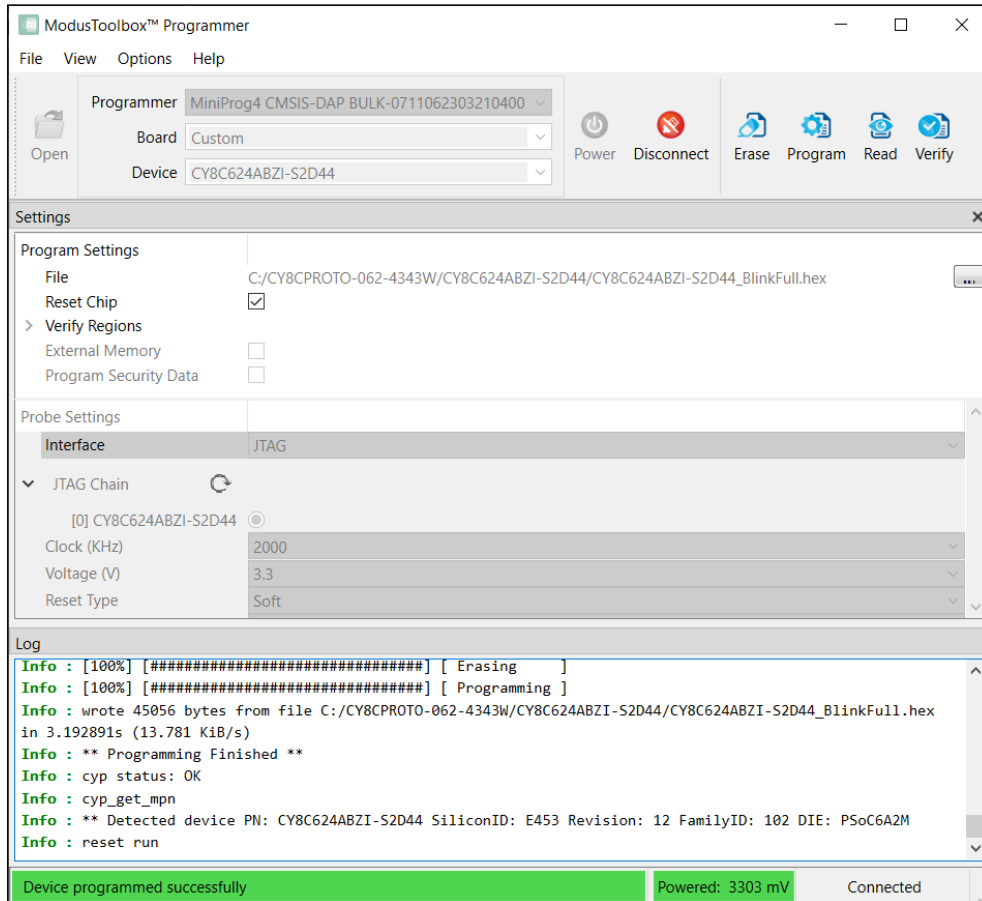 ModusToolbox™ Programmer
File View Options Help
Programmer MiniProg4 CMSIS-DAP BULK-0711062303210400
Board Custom
Device CY8C624ABZI-S2D44
Open Power Disconnect Erase Program Read Verify
Settings
Program Settings
File C:/CY8CPROTO-062-4343W/CY8C624ABZI-S2D44/CY8C624ABZI-S2D44_BlinkFull.hex ...
Reset Chip
Verify Regions
External Memory
Program Security Data
Probe Settings
Interface JTAG
JTAG Chain
[0] CY8C624ABZI-S2D44
Clock (KHz) 2000
Voltage (V) 3.3
Reset Type Soft
Log
Info : [100%] [################################] [ Erasing ]
Info : [100%] [################################] [ Programming ]
Info : wrote 45056 bytes from file C:/CY8CPROTO-062-4343W/CY8C624ABZI-S2D44/CY8C624ABZI-S2D44_BlinkFull.hex
in 3.192891s (13.781 KiB/s)
Info : ** Programming Finished **
Info : cyp status: OK
Info : cyp_get_mpn
Info : ** Detected device PN: CY8C624ABZI-S2D44 SiliconID: E453 Revision: 12 FamilyID: 102 DIE: PSoC6A2M
Info : reset run
Device programmed successfully Powered: 3303 mV Connected